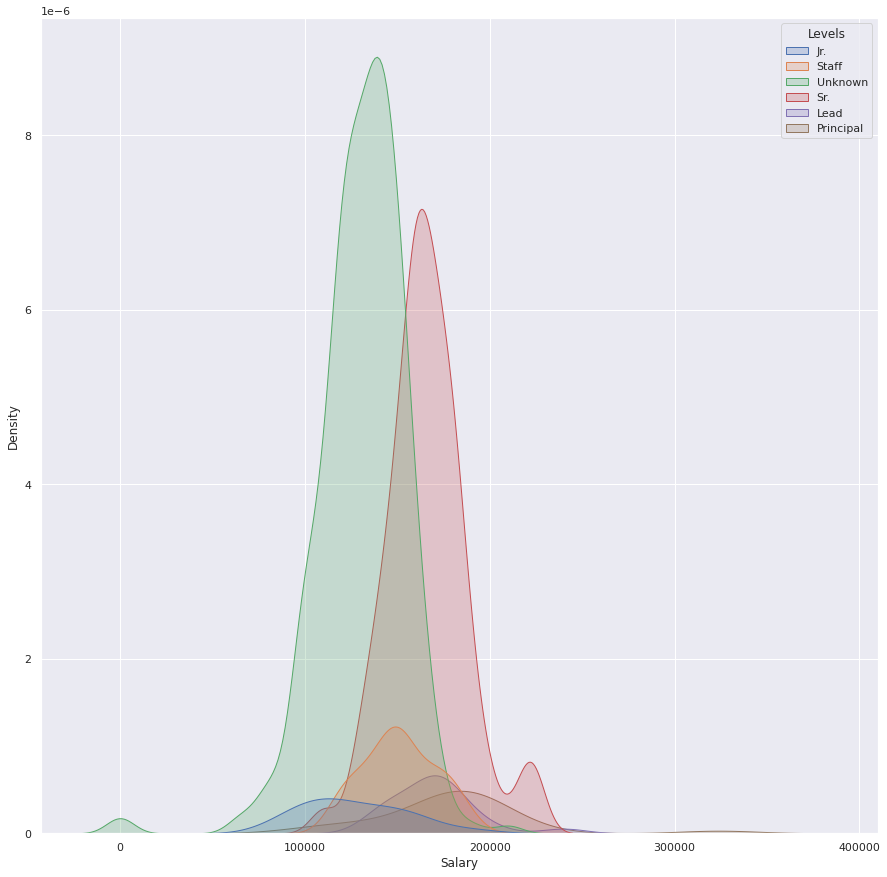 1e−6
Levels
Jr.
Staff
Unknown
Sr.
Lead
Principal
8
6
4
2
0
Density
0 100000 200000 300000 400000
Salary